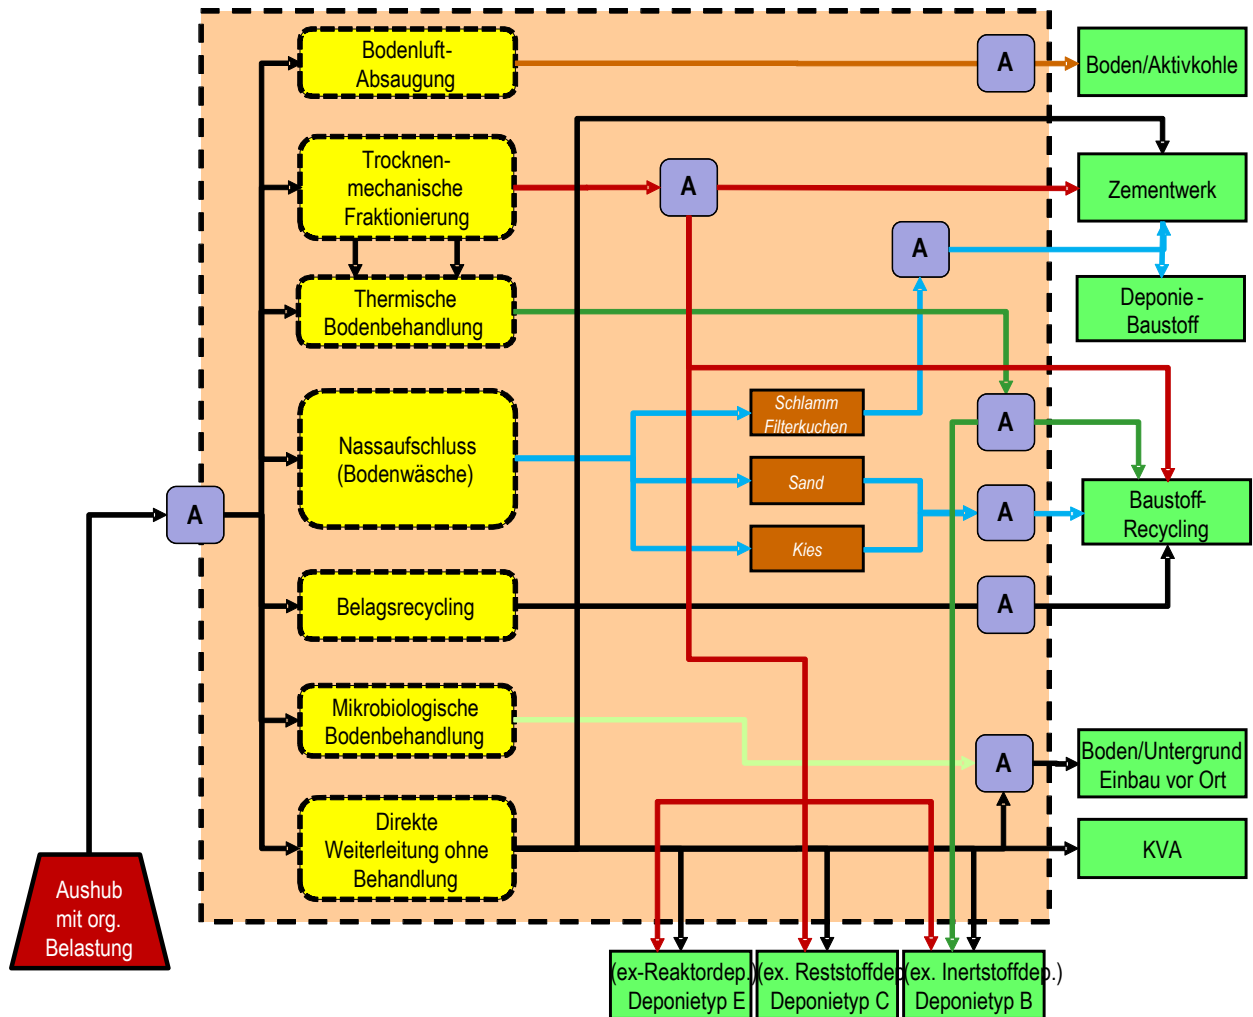 Bodenluft-
Absaugung
A
Boden/Aktivkohle
Trocknen-
mechanische
Fraktionierung
A
Zementwerk
A
Thermische
Bodenbehandlung
Deponie -
Baustoff
Schlamm
Filterkuchen
A
Nassaufschluss
(Bodenwäsche)
Sand
A
Baustoff-
Recycling
A
Kies
Belagsrecycling
A
Mikrobiologische
Bodenbehandlung
A
Boden/Untergrund
Einbau vor Ort
Direkte
Weiterleitung ohne
Behandlung
KVA
Aushub
mit org.
Belastung
(ex-Reaktordep.)
Deponietyp E
(ex. Reststoffdep
Deponietyp C
(ex. Inertstoffdep.)
Deponietyp B